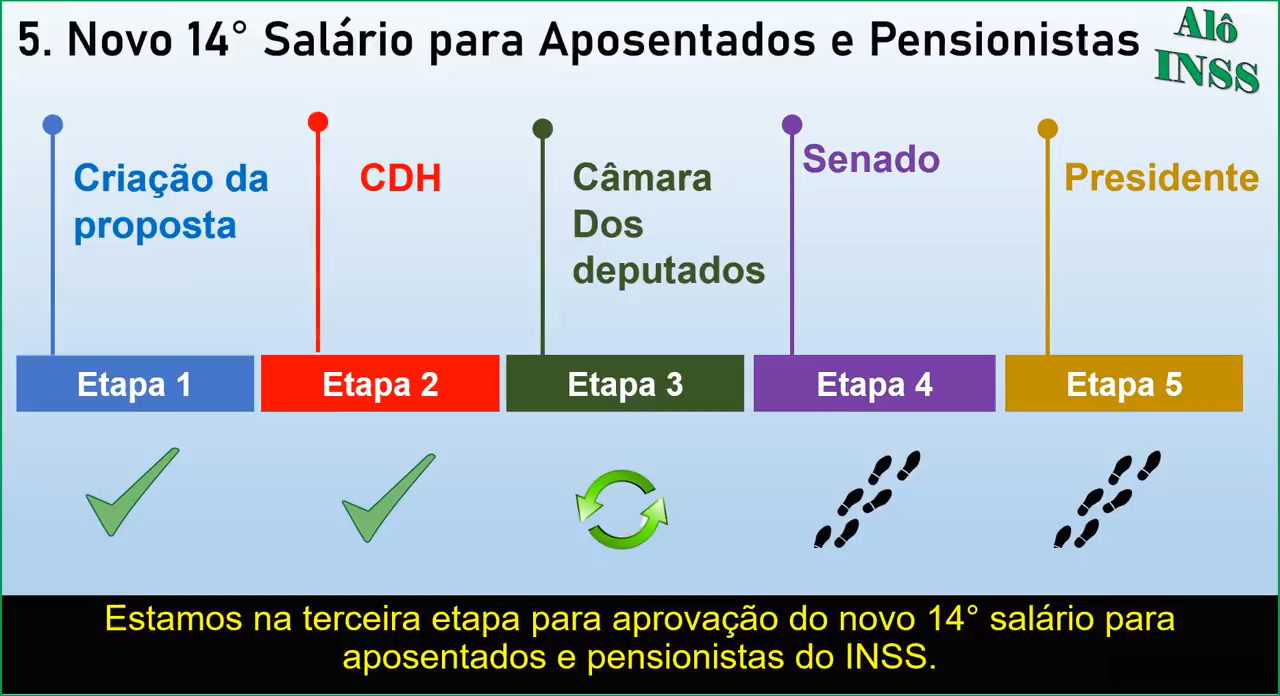 5. Novo 14° Salário para Aposentados e Pensionistas
Alô
INSS
Criação da
proposta
CDH
Câmara
Dos
deputados
Senado
Presidente
Etapa 1
Etapa 2
Etapa 3
Etapa 4
Etapa 5
Estamos na terceira etapa para aprovação do novo 14° salário para
aposentados e pensionistas do INSS.